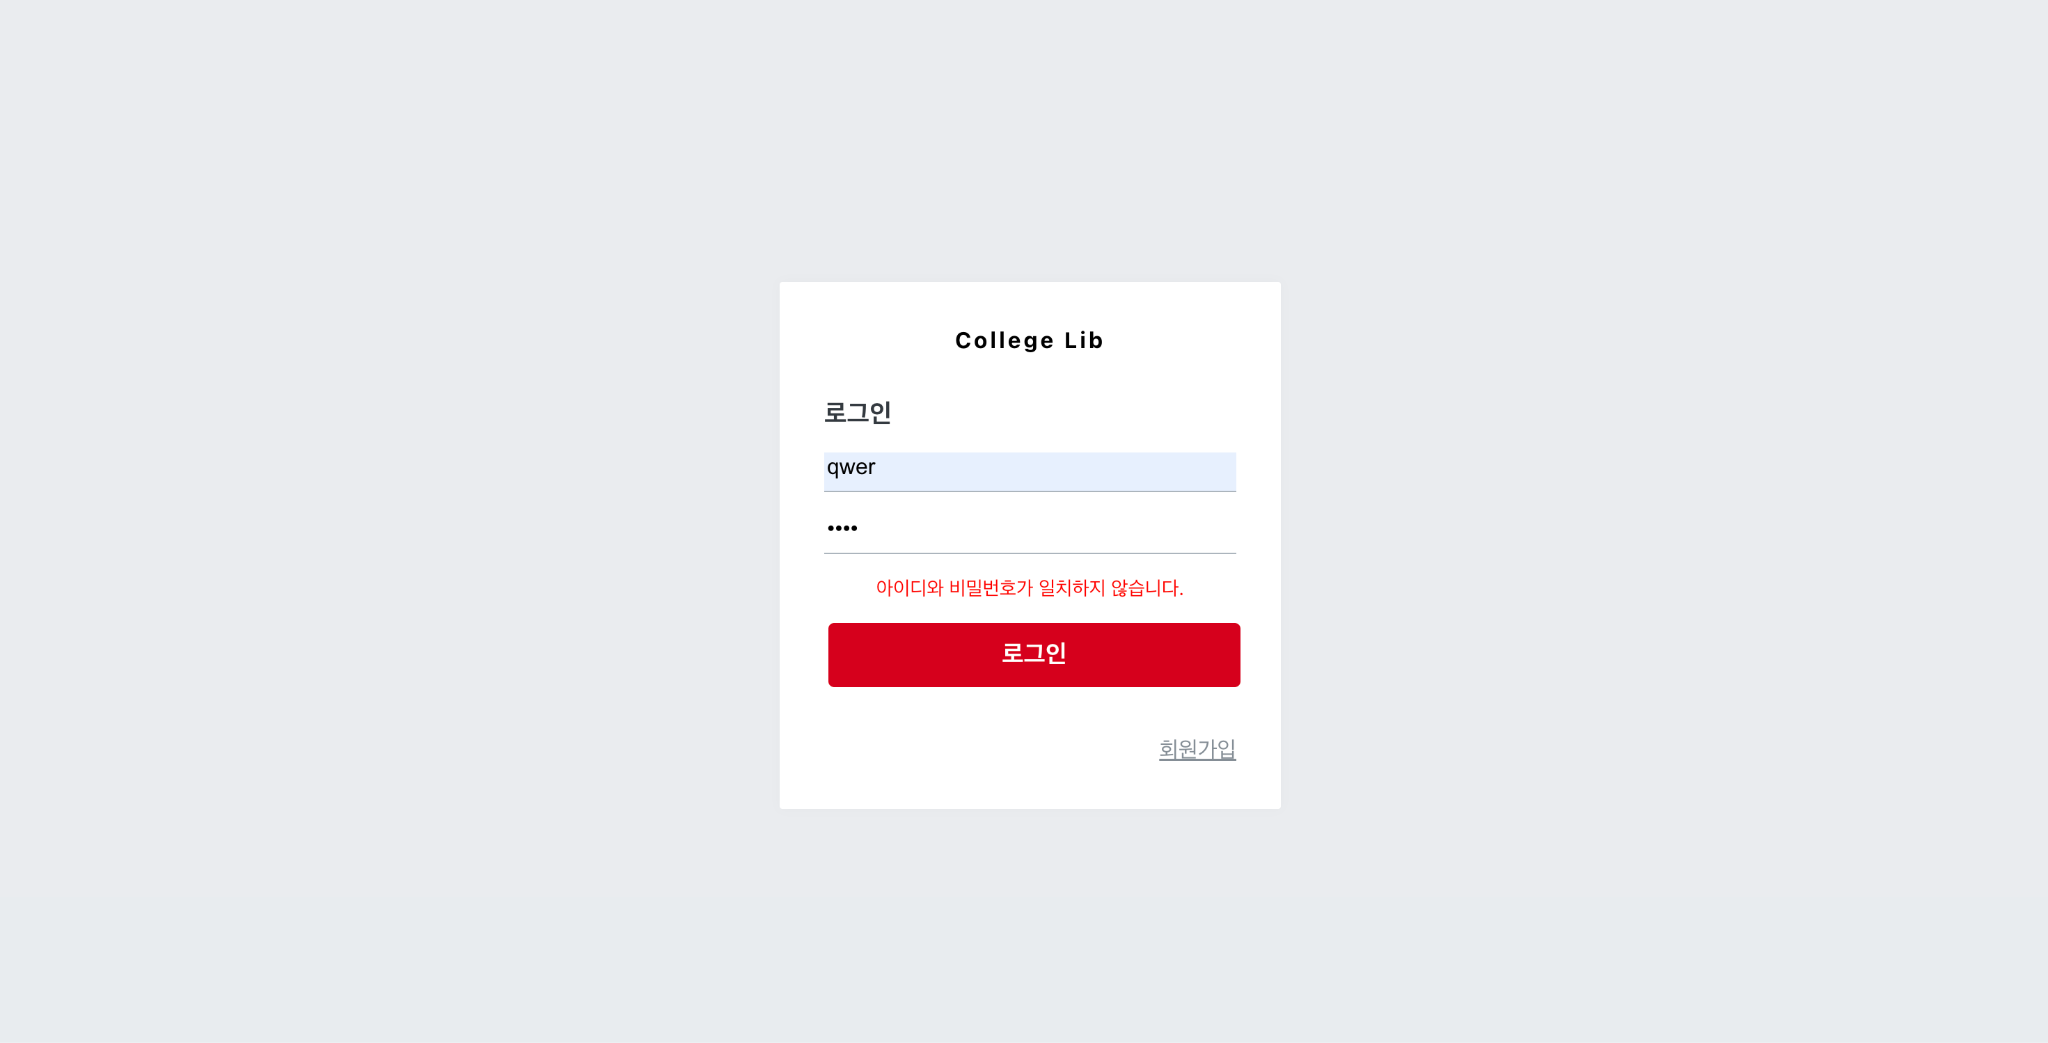 College Lib
로그인
qwer
••••
아이디와 비밀번호가 일치하지 않습니다.
로그인
회원가입